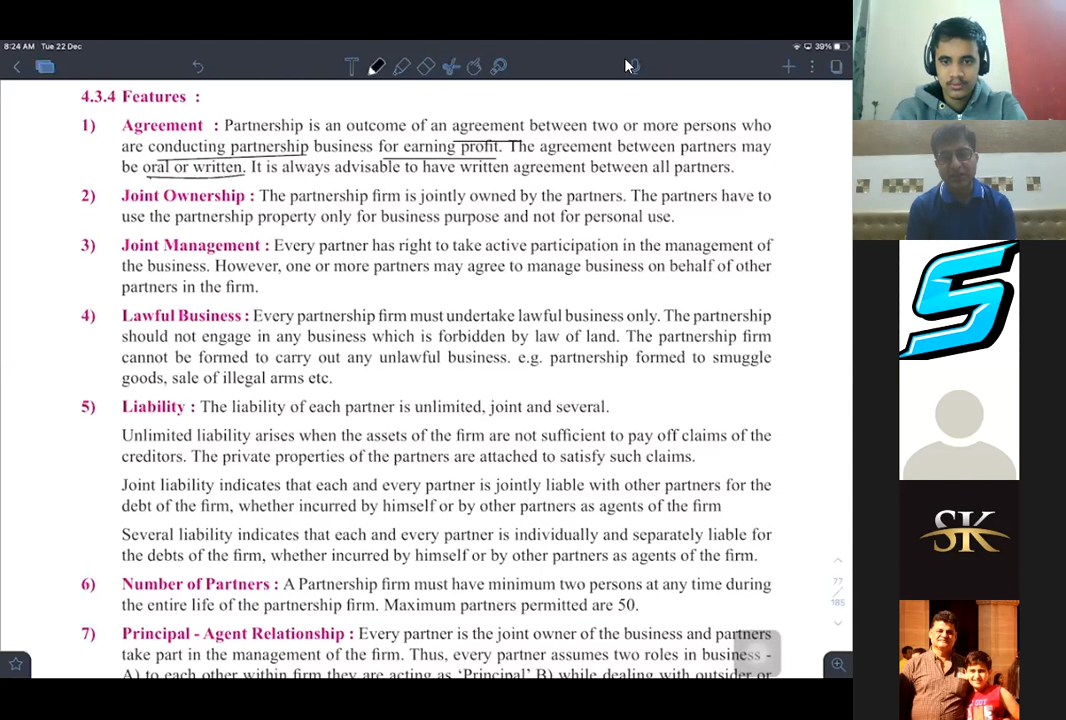 8:24 AM Tue 22 Dec
39%
4.3.4 Features :
1) Agreement : Partnership is an outcome of an agreement between two or more persons who
are conducting partnership business for earning profit. The agreement between partners may
be oral or written. It is always advisable to have written agreement between all partners.
2) Joint Ownership : The partnership firm is jointly owned by the partners. The partners have to
use the partnership property only for business purpose and not for personal use.
3) Joint Management : Every partner has right to take active participation in the management of
the business. However, one or more partners may agree to manage business on behalf of other
partners in the firm.
4) Lawful Business : Every partnership firm must undertake lawful business only. The partnership
should not engage in any business which is forbidden by law of land. The partnership firm
cannot be formed to carry out any unlawful business. e.g. partnership formed to smuggle
goods, sale of illegal arms etc.
5) Liability : The liability of each partner is unlimited, joint and several.
Unlimited liability arises when the assets of the firm are not sufficient to pay off claims of the
creditors. The private properties of the partners are attached to satisfy such claims.
Joint liability indicates that each and every partner is jointly liable with other partners for the
debt of the firm, whether incurred by himself or by other partners as agents of the firm
Several liability indicates that each and every partner is individually and separately liable for
the debts of the firm, whether incurred by himself or by other partners as agents of the firm.
6) Number of Partners : A Partnership firm must have minimum two persons at any time during
the entire life of the partnership firm. Maximum partners permitted are 50.
7) Principal - Agent Relationship : Every partner is the joint owner of the business and partners
take part in the management of the firm. Thus, every partner assumes two roles in business -
A) to each other within firm they are acting as 'Principal' B) while dealing with outsider or
77
/
185
S
SK